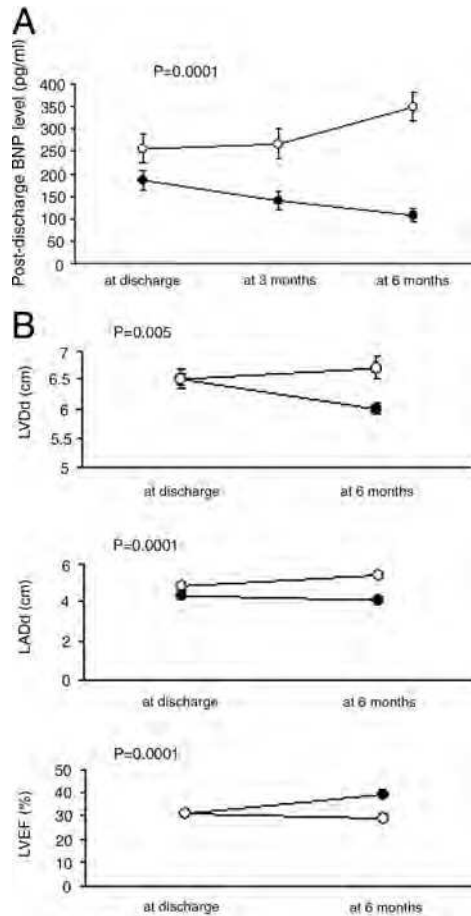 A
Post-discharge BNP level (pg/ml)
P=0.0001
400
350
300
250
200
150
100
50
0
at discharge
at 3 months
at 6 months
B
P=0.005
LVDd (cm)
7
6.5
6
5.5
5
at discharge
at 6 months
P=0.0001
LADd (cm)
6
4
2
0
at discharge
at 6 months
P=0.0001
LVEF (%)
50
40
30
20
10
0
at discharge
at 6 months